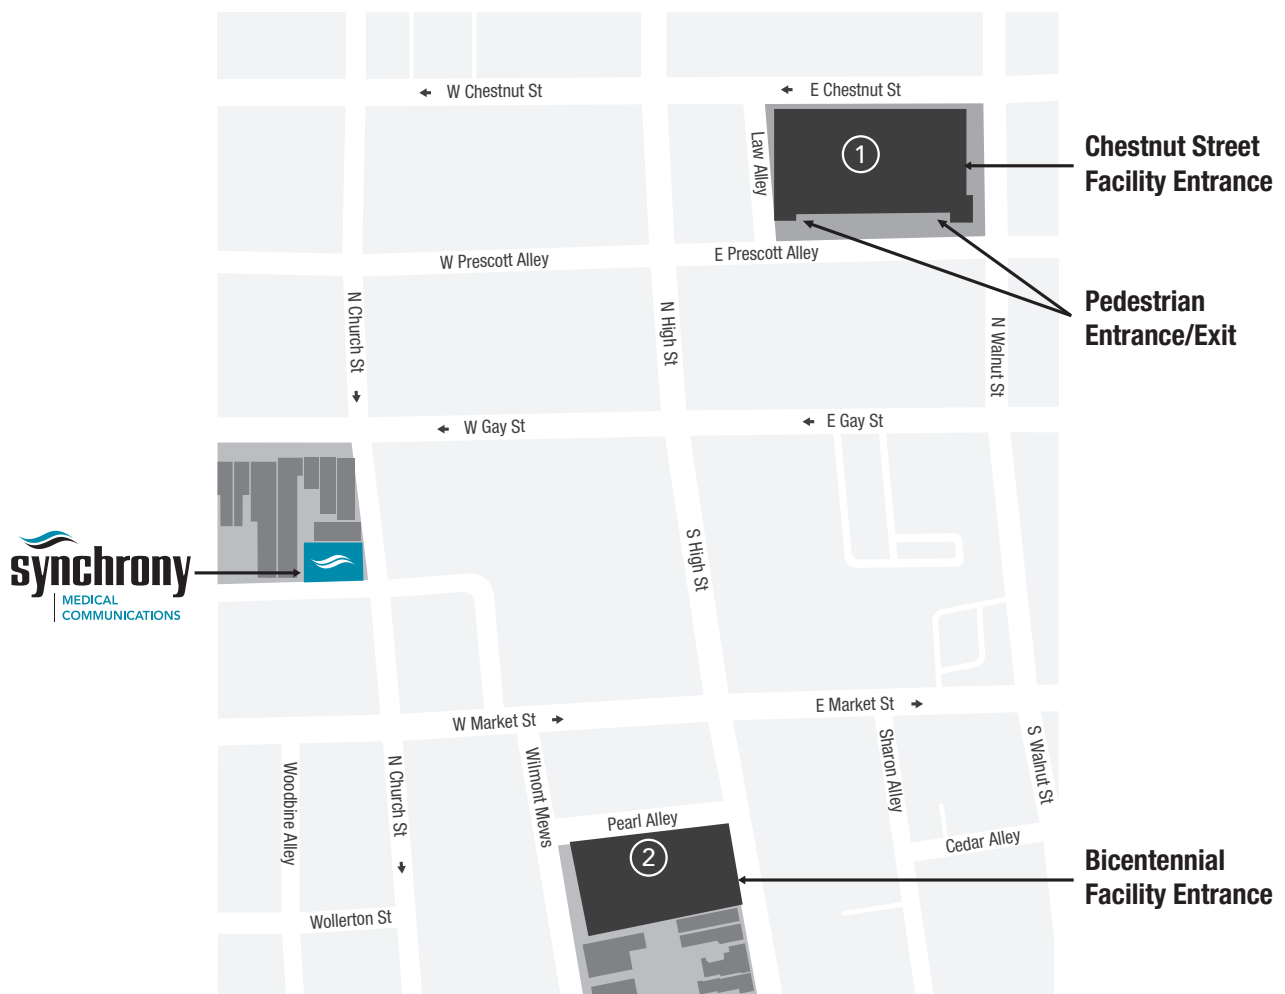 W Chestnut St
E Chestnut St
Law Alley
1
Chestnut Street
Facility Entrance
W Prescott Alley
E Prescott Alley
Pedestrian
Entrance/Exit
N Church St
N High St
N Walnut St
W Gay St
E Gay St
synchrony
MEDICAL
COMMUNICATIONS
S High St
W Market St
E Market St
Woodbine Alley
N Church St
Wilmont Mews
Sharon Alley
S Walnut St
Pearl Alley
2
Cedar Alley
Bicentennial
Facility Entrance
Wollerton St